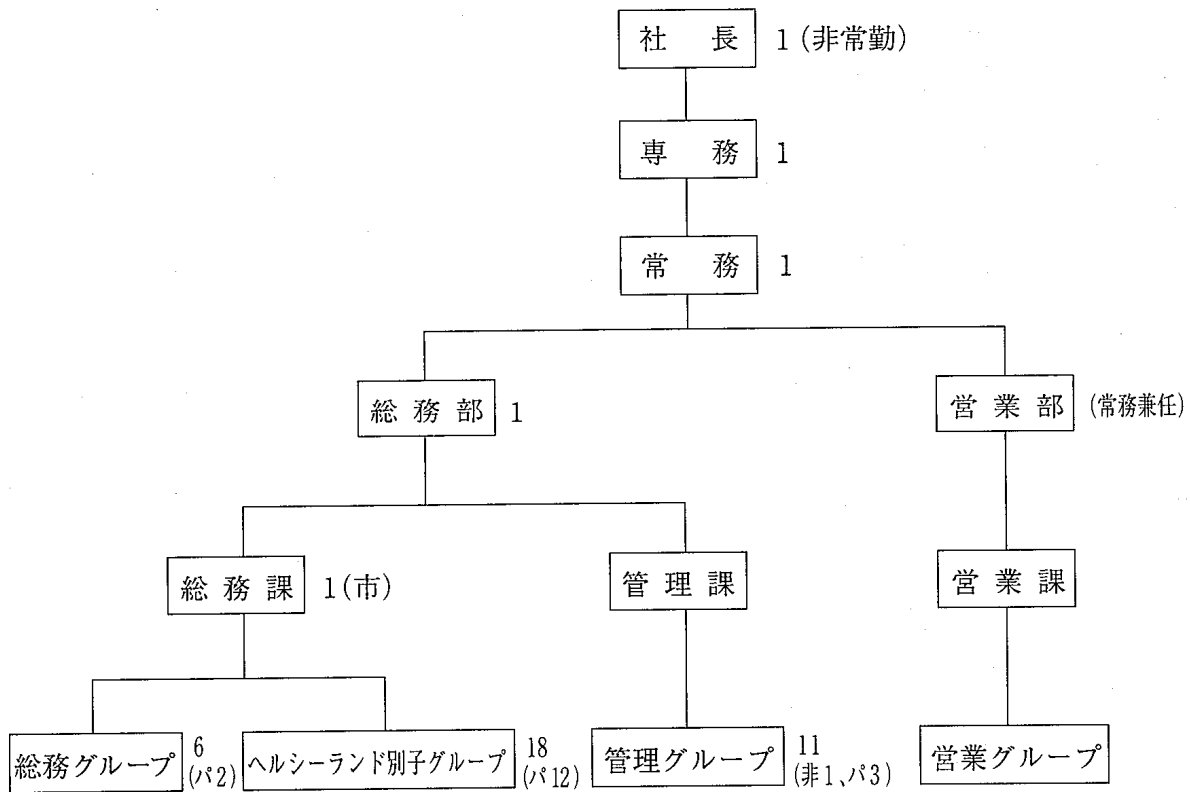 社長 1 (非常勤)
専務 1
常務 1
総務部 1
営業部 (常務兼任)
総務課 1(市)
管理課
営業課
総務グループ 6 (パ2)
ヘルシーランド別子グループ 18 (パ12)
管理グループ 11 (非1、パ3)
営業グループ